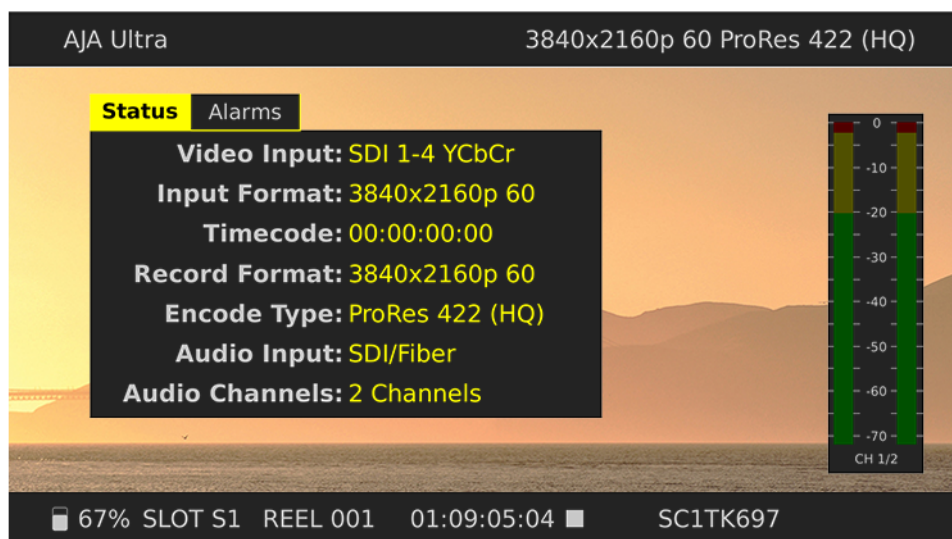 AJA Ultra 3840x2160p 60 ProRes 422 (HQ)
Status Alarms
Video Input: SDI 1-4 YCbCr
Input Format: 3840x2160p 60
Timecode: 00:00:00:00
Record Format: 3840x2160p 60
Encode Type: ProRes 422 (HQ)
Audio Input: SDI/Fiber
Audio Channels: 2 Channels
0
-10
-20
-30
-40
-50
-60
-70
CH 1/2
67% SLOT S1 REEL 001 01:09:05:04 SC1TK697